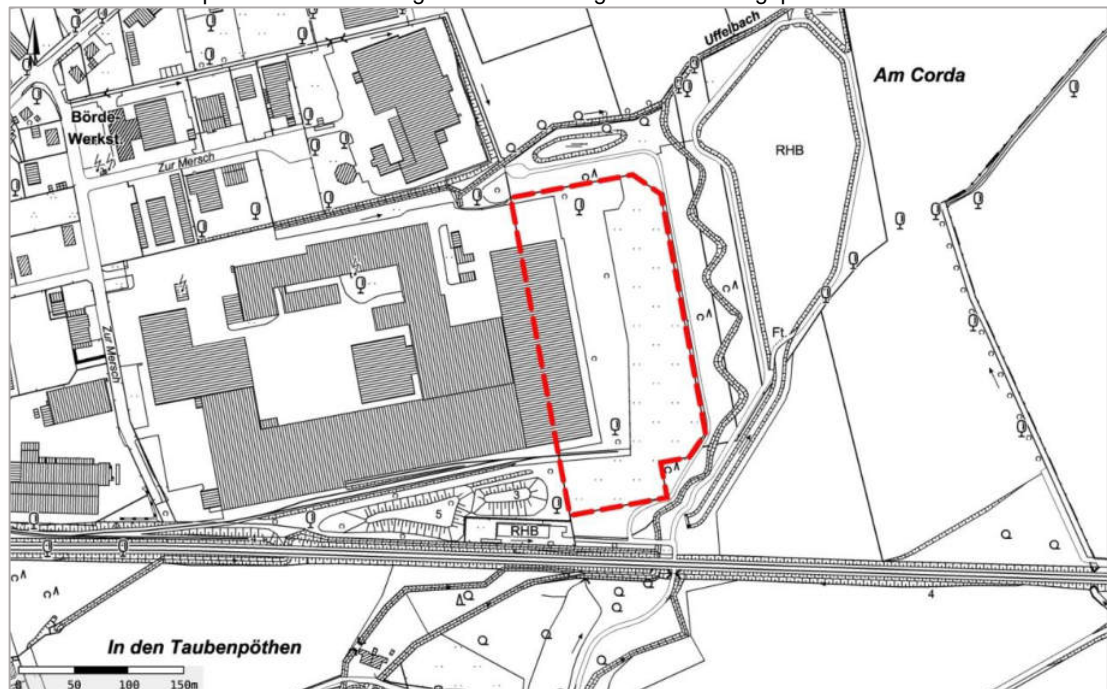 Uffelbach
Am Corda
Börde-
Werkst.
RHB
Zur Mersch
Zur Mersch
Ft.
3
5
RHB
4
In den Taubenpöthen
0 50 100 150m